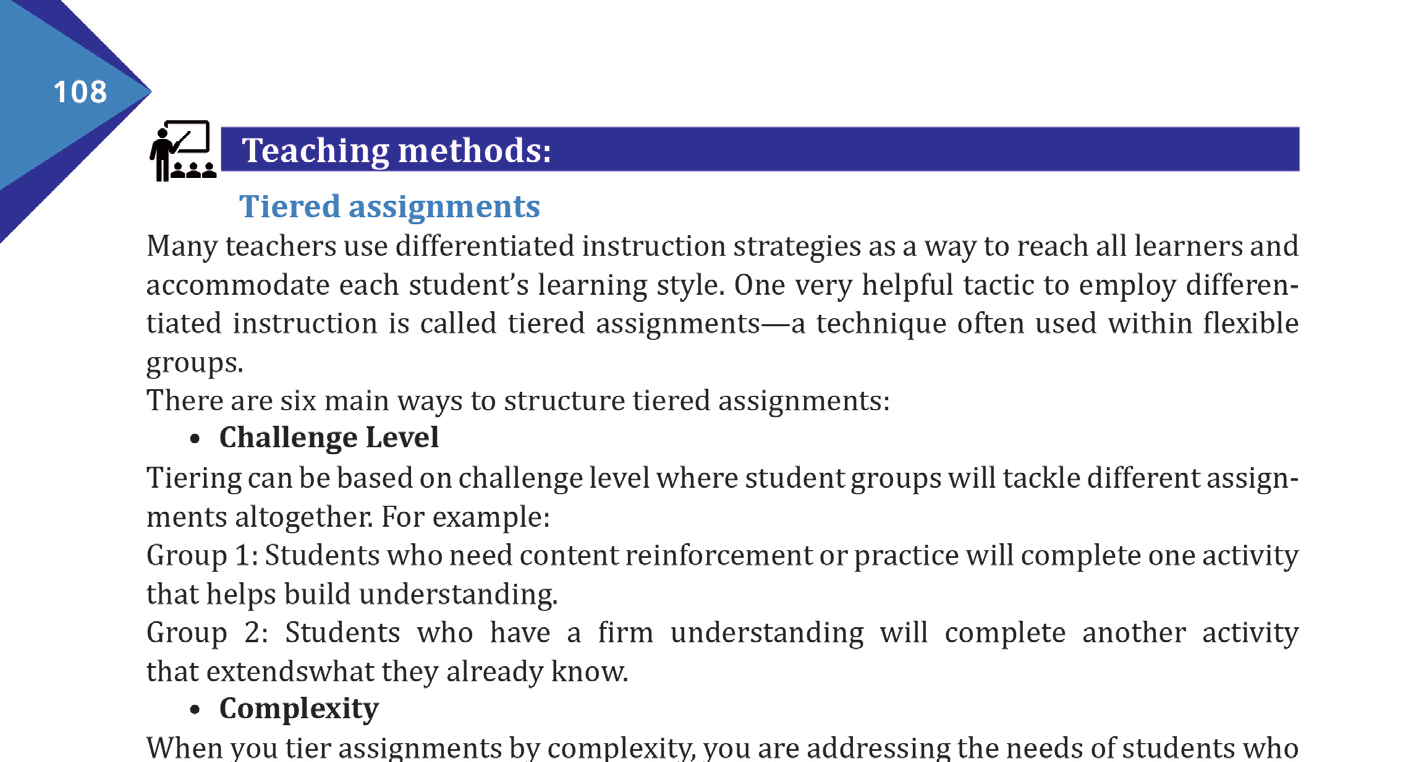 108
Teaching methods:
Tiered assignments
Many teachers use differentiated instruction strategies as a way to reach all learners and
accommodate each student’s learning style. One very helpful tactic to employ differen-
tiated instruction is called tiered assignments—a technique often used within flexible
groups.
There are six main ways to structure tiered assignments:
• Challenge Level
Tiering can be based on challenge level where student groups will tackle different assign-
ments altogether. For example:
Group 1: Students who need content reinforcement or practice will complete one activity
that helps build understanding.
Group 2: Students who have a firm understanding will complete another activity
that extendswhat they already know.
• Complexity
When you tier assignments by complexity, you are addressing the needs of students who